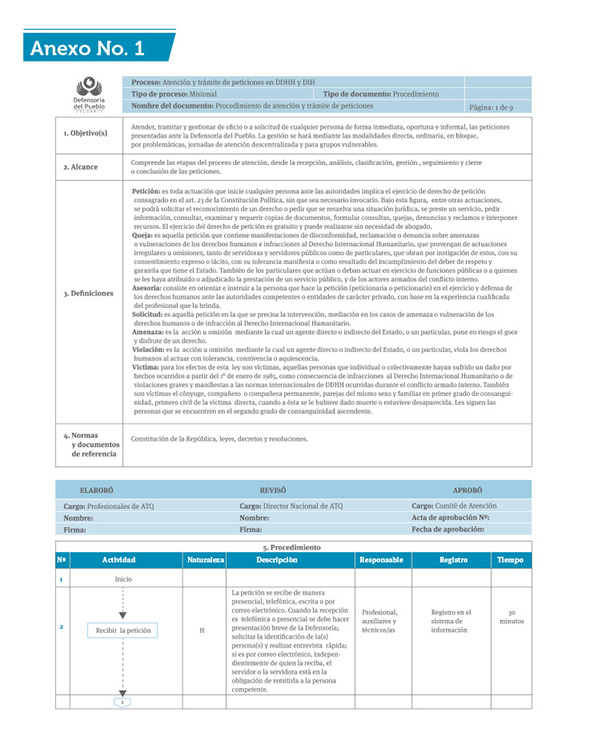 Anexo No. 1
Defensoría
del Pueblo
COLOMBIA
Proceso: Atención y trámite de peticiones en DDHH y DIH
Tipo de proceso: Misional
Tipo de documento: Procedimiento
Nombre del documento: Procedimiento de atención y trámite de peticiones
Página: 1 de 9
1. Objetivo(s)
Atender, tramitar y gestionar de oficio o a solicitud de cualquier persona de forma inmediata, oportuna e informal, las peticiones
presentadas ante la Defensoría del Pueblo. La gestión se hará mediante las modalidades directa, ordinaria, en bloque,
por problemáticas, jornadas de atención descentralizada y para grupos vulnerables.
2. Alcance
Comprende las etapas del proceso de atención, desde la recepción, análisis, clasificación, gestión , seguimiento y cierre
o conclusión de las peticiones.
3. Definiciones
Petición: es toda actuación que inicie cualquier persona ante las autoridades implica el ejercicio de derecho de petición
consagrado en el art. 23 de la Constitución Política, sin que sea necesario invocarlo. Bajo esta figura, entre otras actuaciones,
se podrá solicitar el reconocimiento de un derecho o pedir que se resuelva una situación jurídica, se preste un servicio, pedir
información, consultar, examinar y requerir copias de documentos, formular consultas, quejas, denuncias y reclamos e interponer
recursos. El ejercicio del derecho de petición es gratuito y puede realizarse sin necesidad de abogado.
Queja: es aquella petición que contiene manifestaciones de disconformidad, reclamación o denuncia sobre amenazas
o vulneraciones de los derechos humanos e infracciones al Derecho Internacional Humanitario, que provengan de actuaciones
irregulares u omisiones, tanto de servidoras y servidores públicos como de particulares, que obran por instigación de estos, con su
consentimiento expreso o tácito, con su tolerancia manifiesta o como resultado del incumplimiento del deber de respeto y
garantía que tiene el Estado. También de los particulares que actúan o deban actuar en ejercicio de funciones públicas o a quienes
se les haya atribuido o adjudicado la prestación de un servicio público, y de los actores armados del conflicto interno.
Asesoría: consiste en orientar e instruir a la persona que hace la petición (peticionaria o peticionario) en el ejercicio y defensa de
los derechos humanos ante las autoridades competentes o entidades de carácter privado, con base en la experiencia cualificada
del profesional que la brinda.
Solicitud: es aquella petición en la que se precisa la intervención, mediación en los casos de amenaza o vulneración de los
derechos humanos o de infracción al Derecho Internacional Humanitario.
Amenaza: es la acción u omisión mediante la cual un agente directo o indirecto del Estado, o un particular, pone en riesgo el goce
y disfrute de un derecho.
Violación: es la acción u omisión mediante la cual un agente directo o indirecto del Estado, o un particular, viola los derechos
humanos al actuar con tolerancia, connivencia o aquiescencia.
Víctima: para los efectos de esta ley son víctimas, aquellas personas que individual o colectivamente hayan sufrido un daño por
hechos ocurridos a partir del 1º de enero de 1985, como consecuencia de infracciones al Derecho Internacional Humanitario o de
violaciones graves y manifiestas a las normas internacionales de DDHH ocurridas durante el conflicto armado interno. También
son víctimas el cónyuge, compañero o compañera permanente, parejas del mismo sexo y familiar en primer grado de consangui-
nidad, primero civil de la víctima directa, cuando a ésta se le hubiere dado muerte o estuviere desaparecida. Les siguen las
personas que se encuentren en el segundo grado de consanguinidad ascendente.
4. Normas
y documentos
de referencia
Constitución de la República, leyes, decretos y resoluciones.
ELABORÓ
REVISÓ
APROBÓ
Cargo: Profesionales de ATQ
Cargo: Director Nacional de ATQ
Cargo: Comité de Atención
Nombre:
Nombre:
Acta de aprobación Nº:
Firma:
Firma:
Fecha de aprobación:
5. Procedimiento
Nº
Actividad
Naturaleza
Descripción
Responsable
Registro
Tiempo
1
Inicio
2
Recibir la petición
H
La petición se recibe de manera
presencial, telefónica, escrita o por
correo electrónico. Cuando la recepción
es telefónica o presencial se debe hacer
presentación breve de la Defensoría;
solicitar la identificación de la(s)
persona(s) y realizar entrevista rápida;
si es por correo electrónico, indepen-
dientemente de quien la reciba, el
servidor o la servidora está en la
obligación de remitirla a la persona
competente.
Profesional,
auxiliares y
técnicos/as
Registro en el
sistema de
información
30
minutos
1